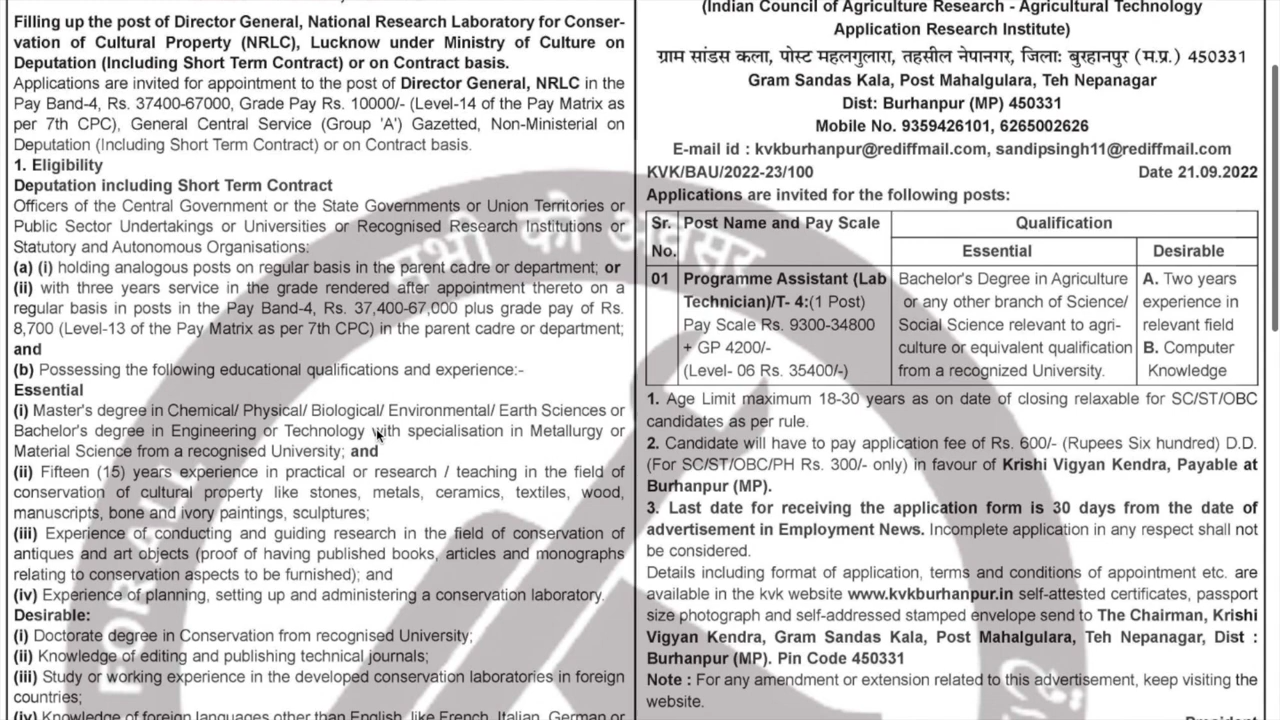 Filling up the post of Director General, National Research Laboratory for Conser-
vation of Cultural Property (NRLC), Lucknow under Ministry of Culture on
Deputation (Including Short Term Contract) or on Contract basis.
Applications are invited for appointment to the post of Director General, NRLC in the
Pay Band-4, Rs. 37400-67000, Grade Pay Rs. 10000/- (Level-14 of the Pay Matrix as
per 7th CPC), General Central Service (Group 'A') Gazetted, Non-Ministerial on
Deputation (Including Short Term Contract) or on Contract basis.
1. Eligibility
Deputation including Short Term Contract
Officers of the Central Government or the State Governments or Union Territories or
Public Sector Undertakings or Universities or Recognised Research Institutions or
Statutory and Autonomous Organisations:
(a) (i) holding analogous posts on regular basis in the parent cadre or department; or
(ii) with three years service in the grade rendered after appointment thereto on a
regular basis in posts in the Pay Band-4, Rs. 37,400-67,000 plus grade pay of Rs.
8,700 (Level-13 of the Pay Matrix as per 7th CPC) in the parent cadre or department;
and
(b) Possessing the following educational qualifications and experience:-
Essential
(i) Master's degree in Chemical/ Physical/ Biological/ Environmental/ Earth Sciences or
Bachelor's degree in Engineering or Technology with specialisation in Metallurgy or
Material Science from a recognised University; and
(ii) Fifteen (15) years experience in practical or research / teaching in the field of
conservation of cultural property like stones, metals, ceramics, textiles, wood,
manuscripts, bone and ivory paintings, sculptures;
(iii) Experience of conducting and guiding research in the field of conservation of
antiques and art objects (proof of having published books, articles and monographs
relating to conservation aspects to be furnished); and
(iv) Experience of planning, setting up and administering a conservation laboratory.
Desirable:
(i) Doctorate degree in Conservation from recognised University;
(ii) Knowledge of editing and publishing technical journals;
(iii) Study or working experience in the developed conservation laboratories in foreign
countries;
(iv) Knowledge of foreign languages other than English, like French, Italian, German or
(Indian Council of Agriculture Research - Agricultural Technology
Application Research Institute)
ग्राम सांडस कला, पोस्ट महलगुलारा, तहसील नेपानगर, जिलाः बुरहानपुर (म.प्र.) 450331
Gram Sandas Kala, Post Mahalgulara, Teh Nepanagar
Dist: Burhanpur (MP) 450331
Mobile No. 9359426101, 6265002626
E-mail id : kvkburhanpur@rediffmail.com, sandipsingh11@rediffmail.com
KVK/BAU/2022-23/100 Date 21.09.2022
Applications are invited for the following posts:
Sr. Post Name and Pay Scale Qualification
No. Essential Desirable
01 Programme Assistant (Lab Bachelor's Degree in Agriculture A. Two years
Technician)/T- 4:(1 Post) or any other branch of Science/ experience in
Pay Scale Rs. 9300-34800 Social Science relevant to agri- relevant field
+ GP 4200/- culture or equivalent qualification B. Computer
(Level- 06 Rs. 35400/-) from a recognized University. Knowledge
1. Age Limit maximum 18-30 years as on date of closing relaxable for SC/ST/OBC
candidates as per rule.
2. Candidate will have to pay application fee of Rs. 600/- (Rupees Six hundred) D.D.
(For SC/ST/OBC/PH Rs. 300/- only) in favour of Krishi Vigyan Kendra, Payable at
Burhanpur (MP).
3. Last date for receiving the application form is 30 days from the date of
advertisement in Employment News. Incomplete application in any respect shall not
be considered.
Details including format of application, terms and conditions of appointment etc. are
available in the kvk website www.kvkburhanpur.in self-attested certificates, passport
size photograph and self-addressed stamped envelope send to The Chairman, Krishi
Vigyan Kendra, Gram Sandas Kala, Post Mahalgulara, Teh Nepanagar, Dist :
Burhanpur (MP). Pin Code 450331
Note : For any amendment or extension related to this advertisement, keep visiting the
website.
President
सभी को अवसर
FOR ALL